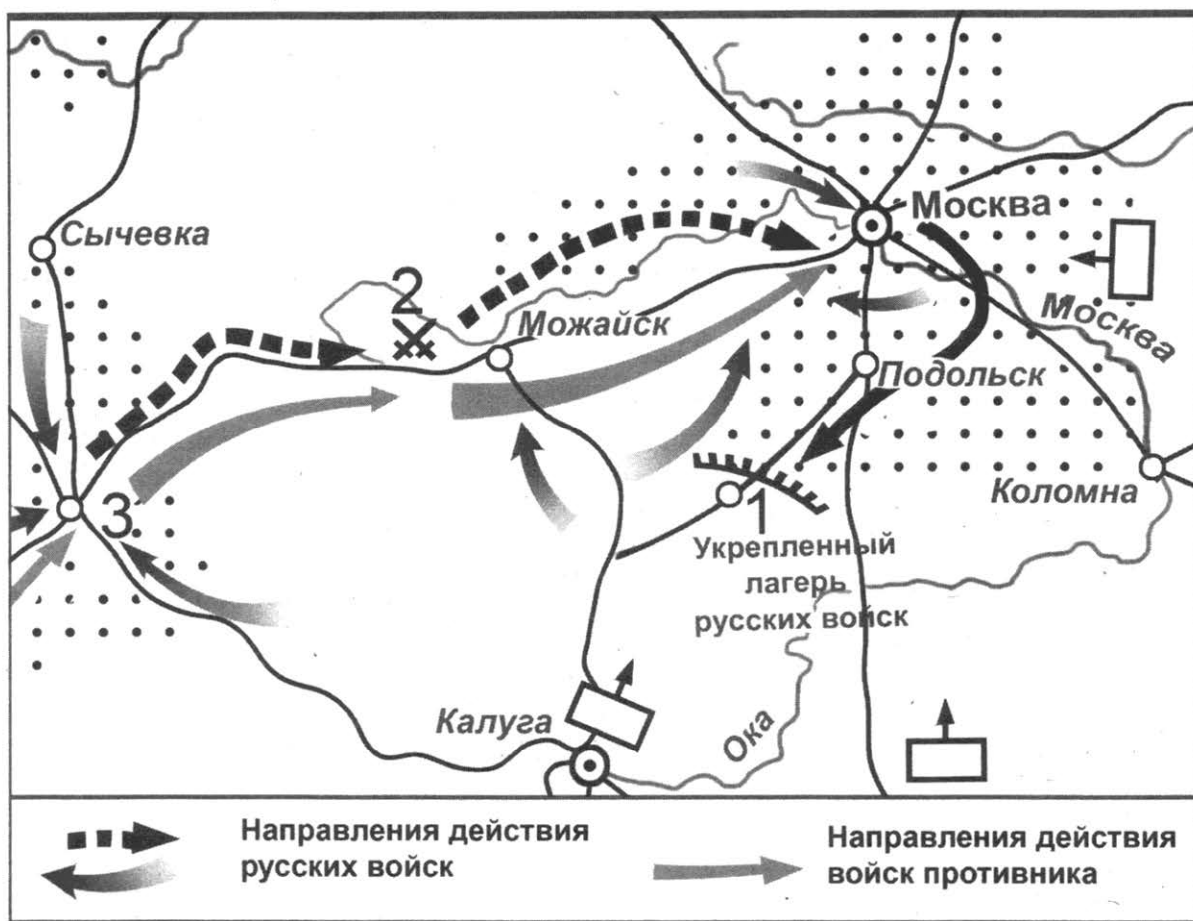 Сычевка
Москва
2
Можайск
Москва
Подольск
3
1
Коломна
Укрепленный
лагерь
русских войск
Калуга
Ока
Направления действия
русских войск
Направления действия
войск противника